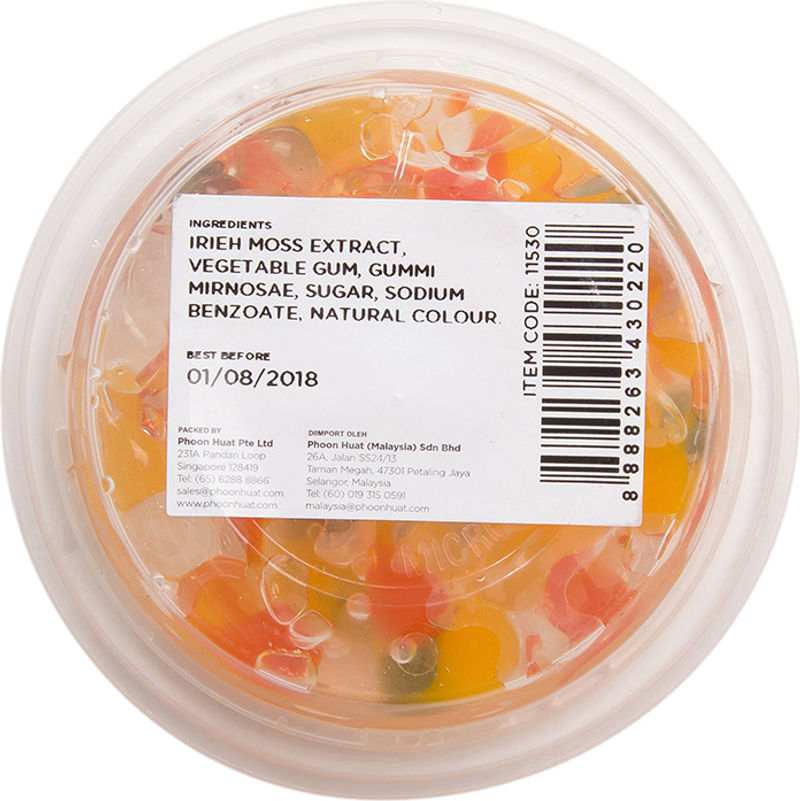 INGREDIENTS
IRIEH MOSS EXTRACT,
VEGETABLE GUM, GUMMI
MIRNOSAE, SUGAR, SODIUM
BENZOATE, NATURAL COLOUR.
BEST BEFORE
01/08/2018
PACKED BY
Phoon Huat Pte Ltd
231A Pandan Loop
Singapore 128419
Tel: (65) 6288 8866
sales@phoonhuat.com
www.phoonhuat.com
DIIMPORT OLEH
Phoon Huat (Malaysia) Sdn Bhd
26A, Jalan SS24/13
Taman Megah, 47301 Petaling Jaya
Selangor, Malaysia
Tel: (60) 019 315 0591
malaysia@phoonhuat.com
ITEM CODE: 11530
8 888263 430220